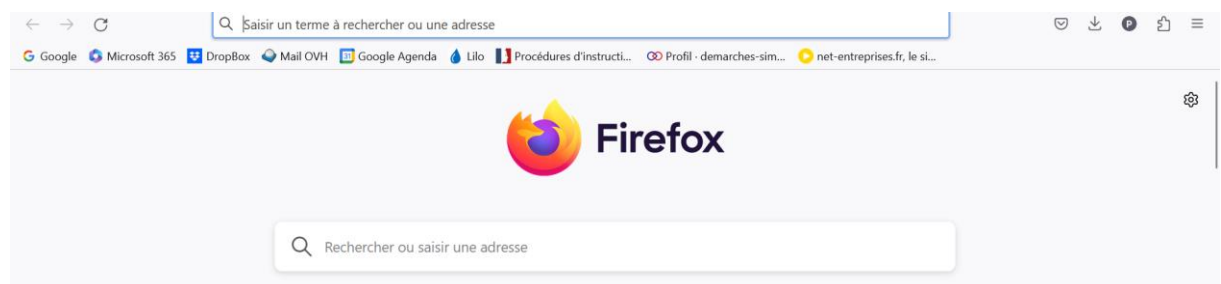 Saisir un terme à rechercher ou une adresse
P
Google Microsoft 365 DropBox Mail OVH 31 Google Agenda Lilo Procédures d'instructi... Profil · demarches-sim... net-entreprises.fr, le si...
Firefox
Rechercher ou saisir une adresse